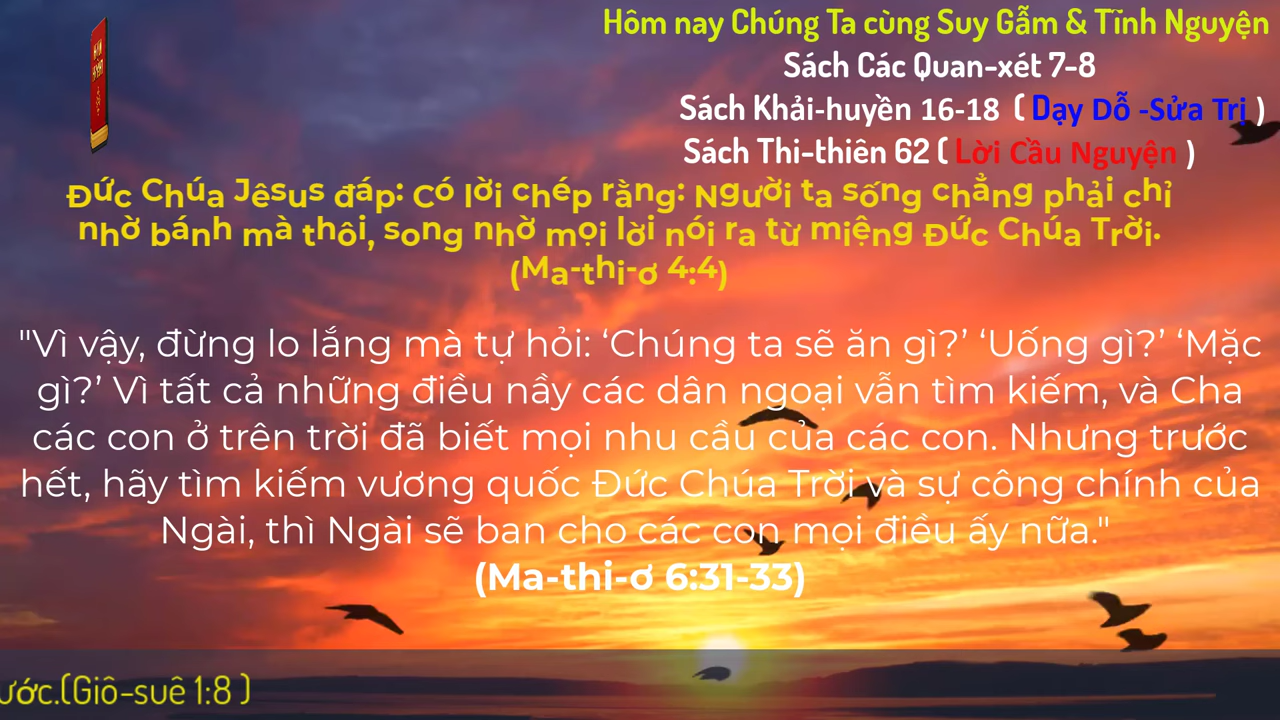 Hôm nay Chúng Ta cùng Suy Gẫm & Tĩnh Nguyện
Sách Các Quan-xét 7-8
Sách Khải-huyền 16-18 ( Dạy Dỗ -Sửa Trị )
Sách Thi-thiên 62 ( Lời Cầu Nguyện )
Đức Chúa Jêsus đáp: Có lời chép rằng: Người ta sống chẳng phải chỉ
nhờ bánh mà thôi, song nhờ mọi lời nói ra từ miệng Đức Chúa Trời.
(Ma-thi-ơ 4:4)
"Vì vậy, đừng lo lắng mà tự hỏi: ‘Chúng ta sẽ ăn gì?’ ‘Uống gì?’ ‘Mặc
gì?’ Vì tất cả những điều nầy các dân ngoại vẫn tìm kiếm, và Cha
các con ở trên trời đã biết mọi nhu cầu của các con. Nhưng trước
hết, hãy tìm kiếm vương quốc Đức Chúa Trời và sự công chính của
Ngài, thì Ngài sẽ ban cho các con mọi điều ấy nữa."
(Ma-thi-ơ 6:31-33)
ước.(Giô-suê 1:8 )